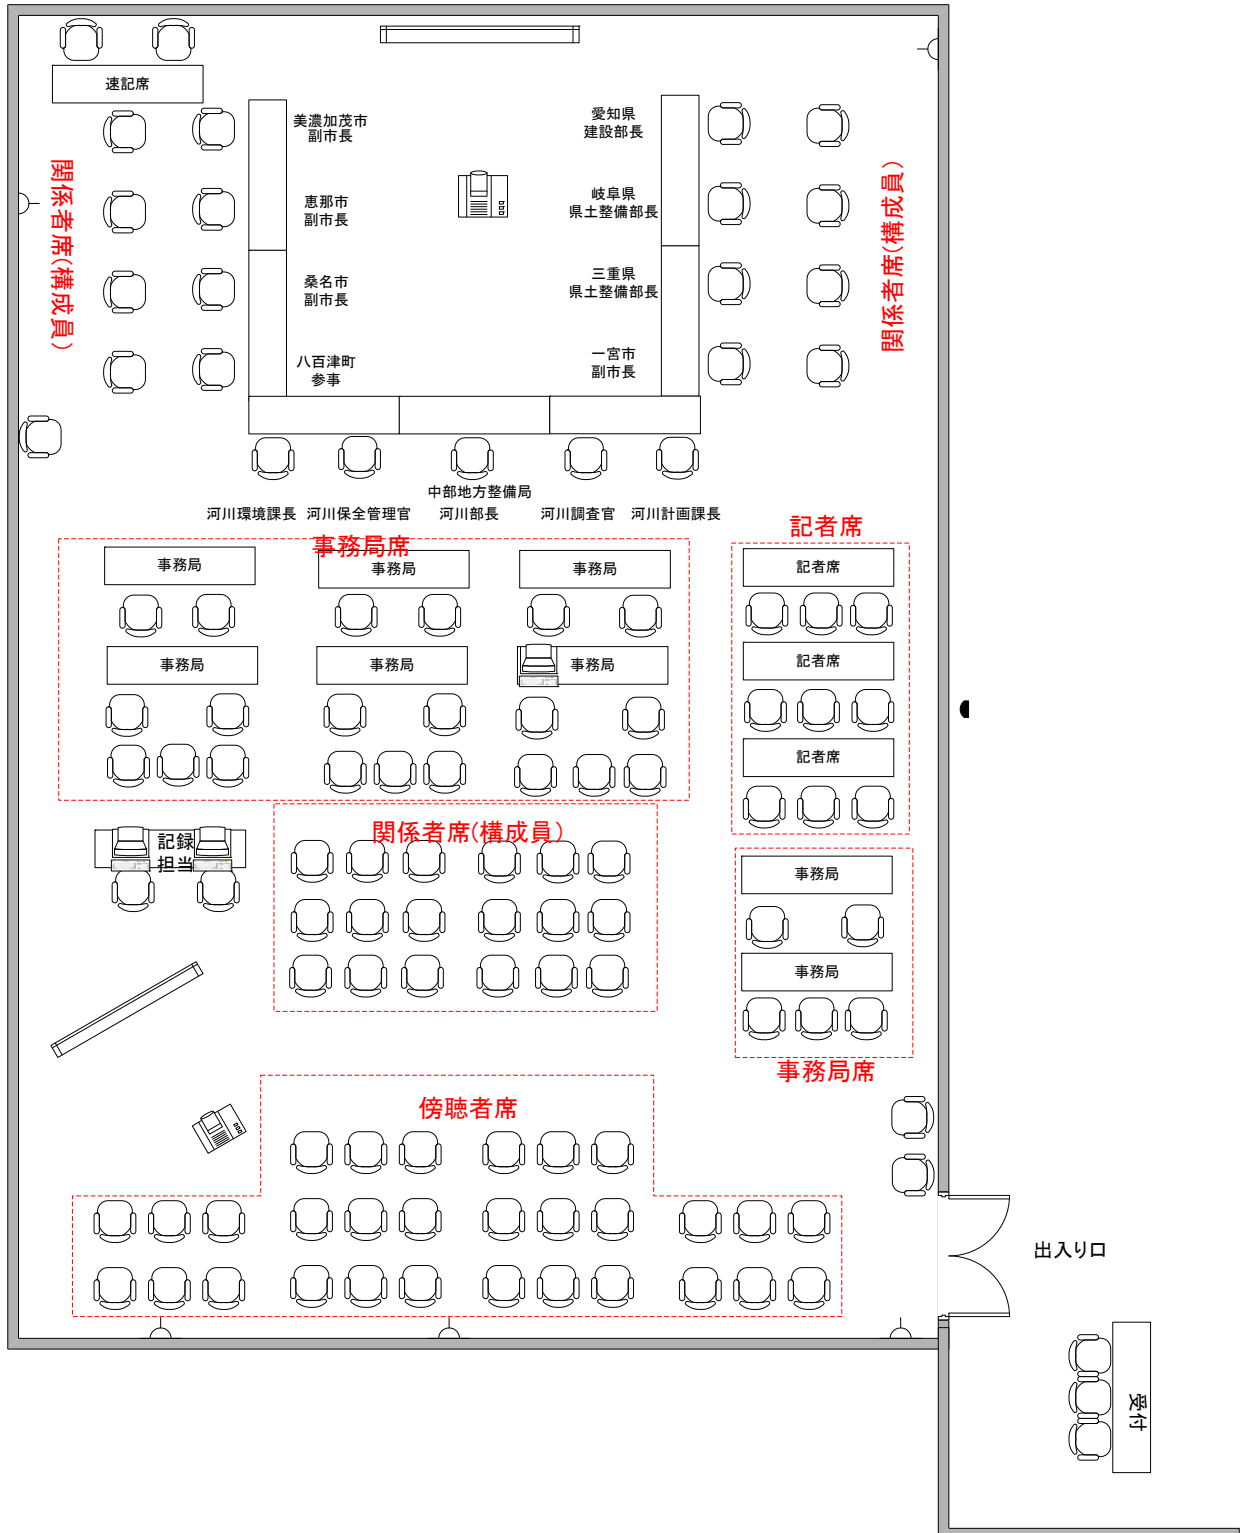 速記席
美濃加茂市
副市長
恵那市
副市長
桑名市
副市長
八百津町
参事
愛知県
建設部長
岐阜県
県土整備部長
三重県
県土整備部長
一宮市
副市長
関係者席(構成員)
関係者席(構成員)
中部地方整備局
河川環境課長
河川保全管理官
河川部長
河川調査官
河川計画課長
事務局席
事務局
事務局
事務局
事務局
事務局
事務局
記者席
記者席
記者席
記者席
関係者席(構成員)
記録
担当
事務局
事務局
事務局席
傍聴者席
出入り口
受付